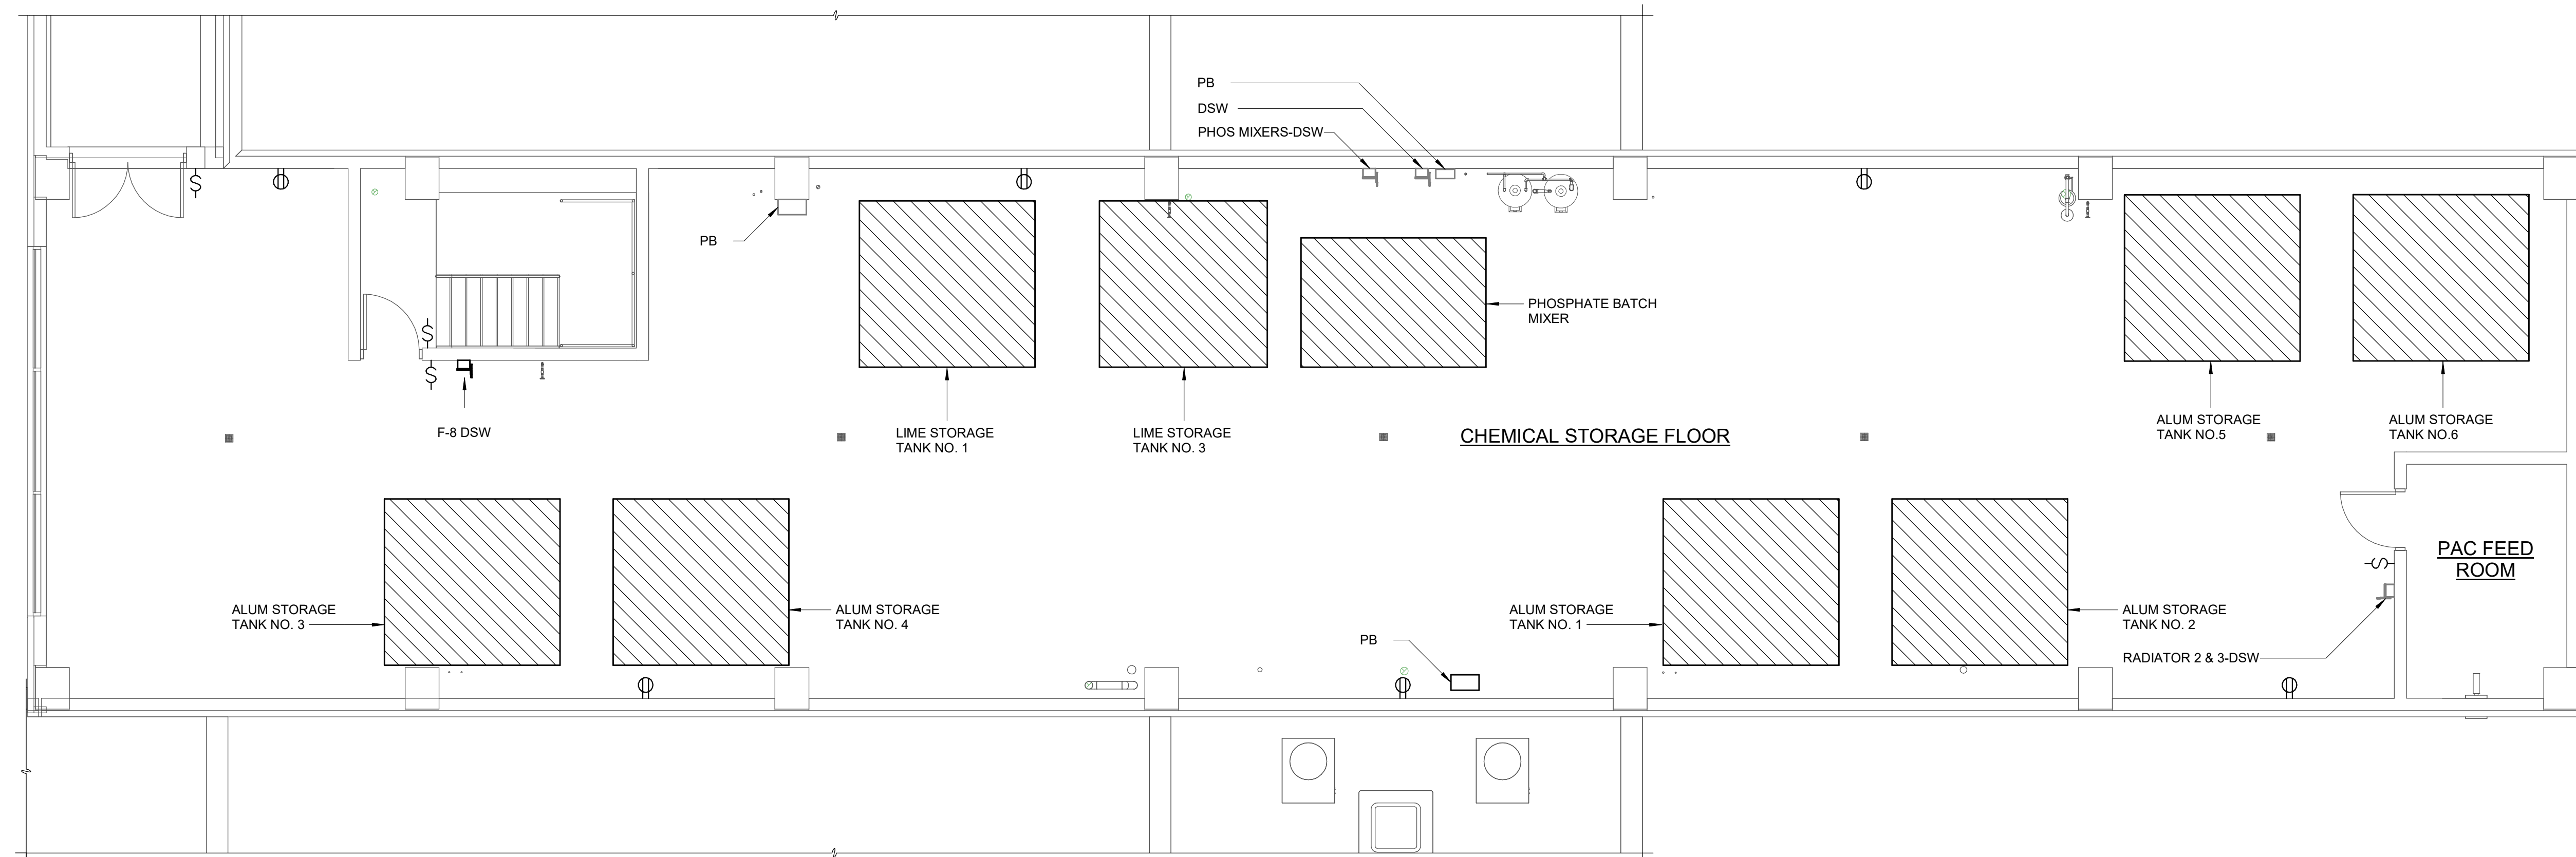 PB
DSW
PHOS MIXERS-DSW
PB
PHOSPHATE BATCH
MIXER
F-8 DSW
LIME STORAGE
TANK NO. 1
LIME STORAGE
TANK NO. 3
CHEMICAL STORAGE FLOOR
ALUM STORAGE
TANK NO.5
ALUM STORAGE
TANK NO.6
PAC FEED
ROOM
ALUM STORAGE
TANK NO. 3
ALUM STORAGE
TANK NO. 4
ALUM STORAGE
TANK NO. 1
ALUM STORAGE
TANK NO. 2
PB
RADIATOR 2 & 3-DSW